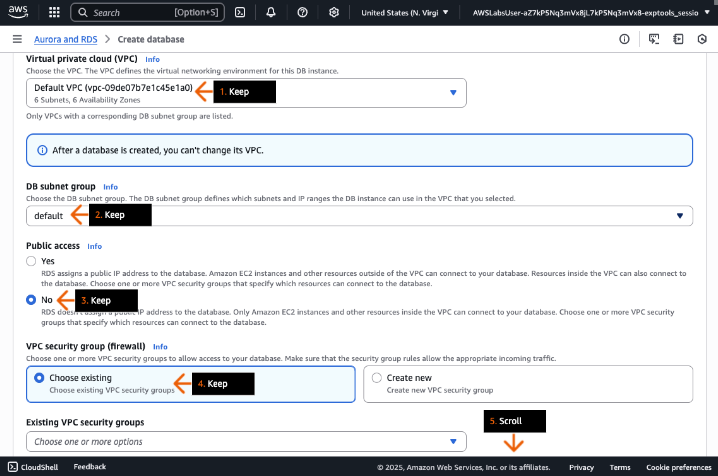 aws
Search
[Option+S]
United States (N. Virgi
AWSLabsUser-aZ7kP5Nq3mVx8jL7kP5Nq3mVx8-exptools_sessio
Aurora and RDS > Create database
Virtual private cloud (VPC) Info
Choose the VPC. The VPC defines the virtual networking environment for this DB instance.
Default VPC (vpc-09de07b7e1c45e1a0)
1. Keep
6 Subnets, 6 Availability Zones
Only VPCs with a corresponding DB subnet group are listed.
After a database is created, you can't change its VPC.
DB subnet group Info
Choose the DB subnet group. The DB subnet group defines which subnets and IP ranges the DB instance can use in the VPC that you selected.
default
2. Keep
Public access Info
Yes
RDS assigns a public IP address to the database. Amazon EC2 instances and other resources outside of the VPC can connect to your database. Resources inside the VPC can also connect to
the database. Choose one or more VPC security groups that specify which resources can connect to the database.
No
3. Keep
RDS doesn't assign a public IP address to the database. Only Amazon EC2 instances and other resources inside the VPC can connect to your database. Choose one or more VPC security
groups that specify which resources can connect to the database.
VPC security group (firewall) Info
Choose one or more VPC security groups to allow access to your database. Make sure that the security group rules allow the appropriate incoming traffic.
Choose existing
Choose existing VPC security groups
4. Keep
Create new
Create new VPC security group
Existing VPC security groups
5. Scroll
Choose one or more options
CloudShell
Feedback
© 2025, Amazon Web Services, Inc. or its affiliates.
Privacy
Terms
Cookie preferences